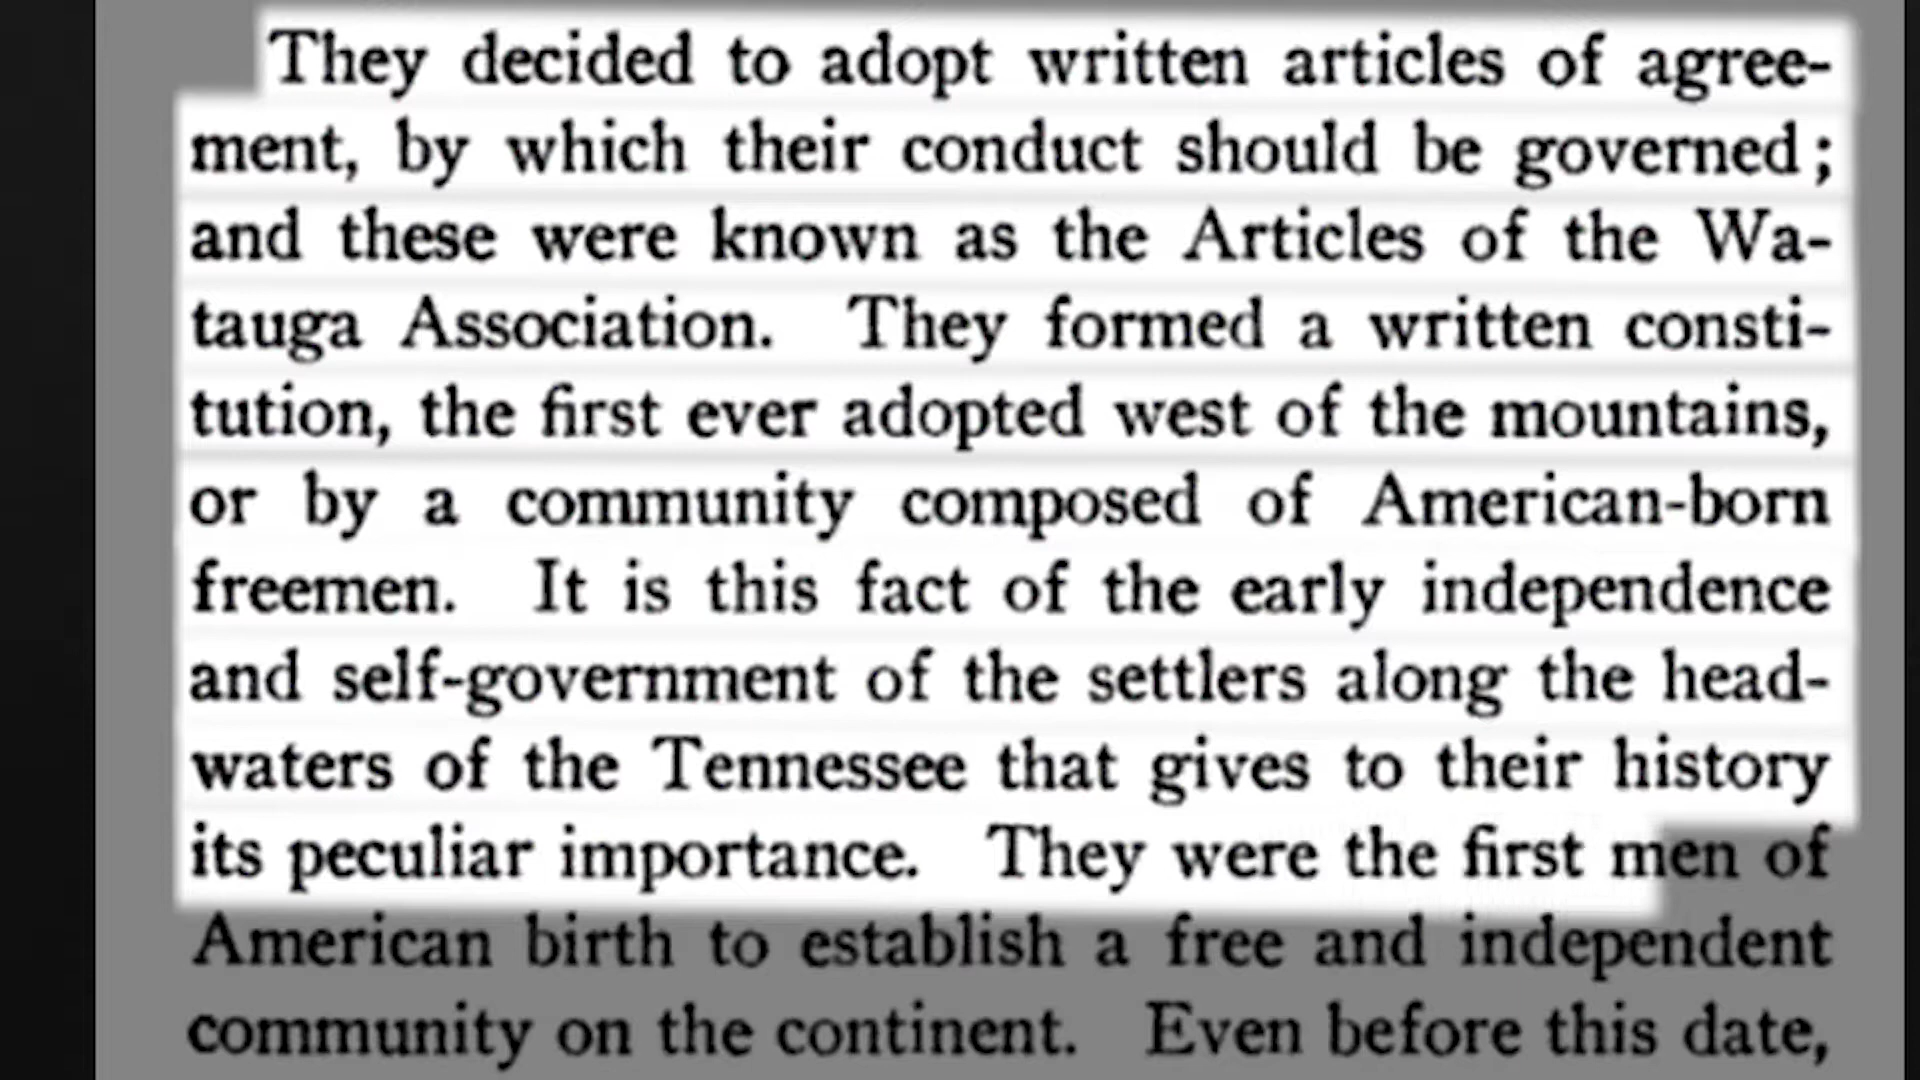 They decided to adopt written articles of agree-
ment, by which their conduct should be governed;
and these were known as the Articles of the Wa-
tauga Association. They formed a written consti-
tution, the first ever adopted west of the mountains,
or by a community composed of American-born
freemen. It is this fact of the early independence
and self-government of the settlers along the head-
waters of the Tennessee that gives to their history
its peculiar importance. They were the first men of
American birth to establish a free and independent
community on the continent. Even before this date,